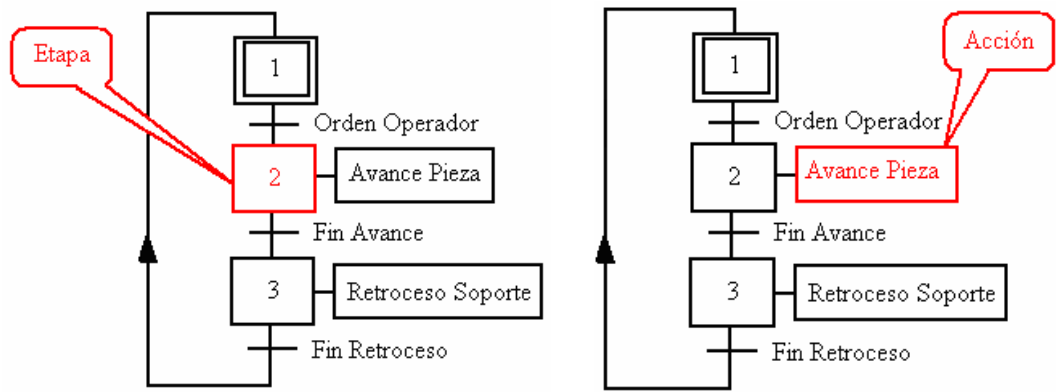 Etapa
1
Orden Operador
2
Avance Pieza
Fin Avance
3
Retroceso Soporte
Fin Retroceso
Acción
1
Orden Operador
2
Avance Pieza
Fin Avance
3
Retroceso Soporte
Fin Retroceso